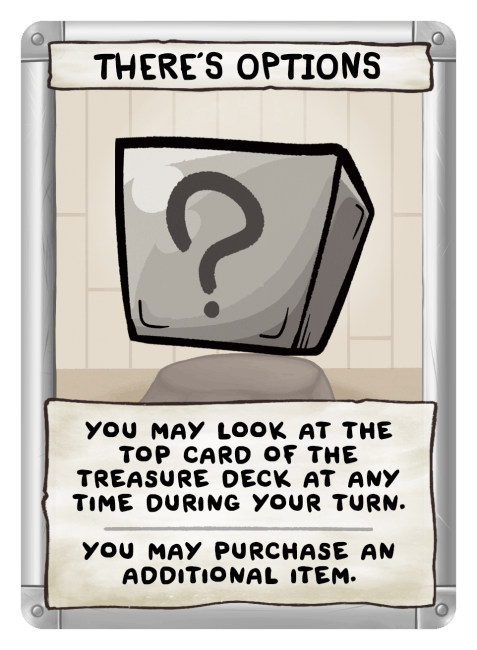 THERE'S OPTIONS
?
YOU MAY LOOK AT THE
TOP CARD OF THE
TREASURE DECK AT ANY
TIME DURING YOUR TURN.
YOU MAY PURCHASE AN
ADDITIONAL ITEM.